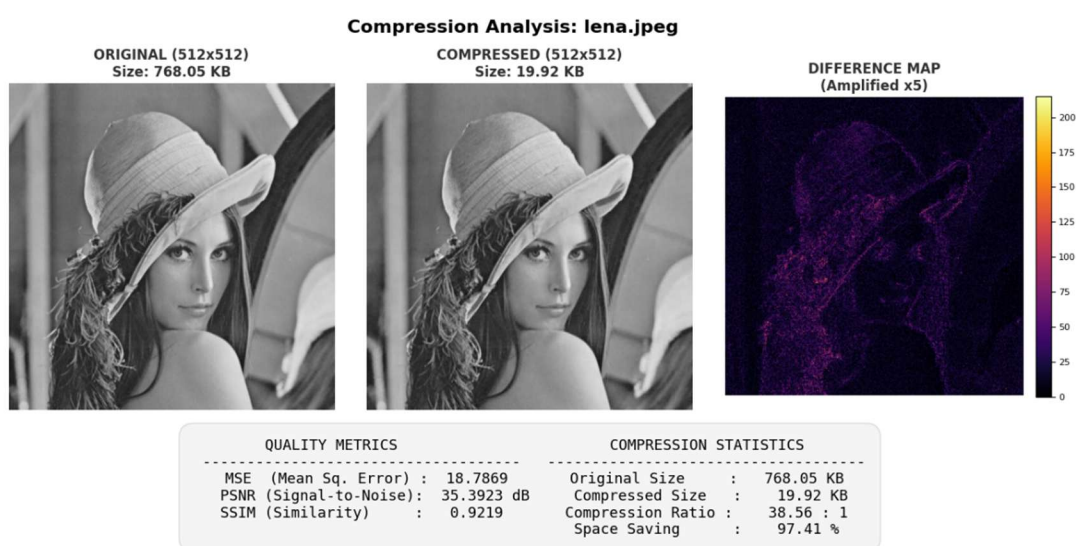 Compression Analysis: lena.jpeg
ORIGINAL (512x512)
Size: 768.05 KB
COMPRESSED (512x512)
Size: 19.92 KB
DIFFERENCE MAP
(Amplified x5)
200
175
150
125
100
75
50
25
0
QUALITY METRICS
------------------------------------
MSE (Mean Sq. Error) : 18.7869
PSNR (Signal-to-Noise): 35.3923 dB
SSIM (Similarity) : 0.9219
COMPRESSION STATISTICS
------------------------------------
Original Size : 768.05 KB
Compressed Size : 19.92 KB
Compression Ratio : 38.56 : 1
Space Saving : 97.41 %